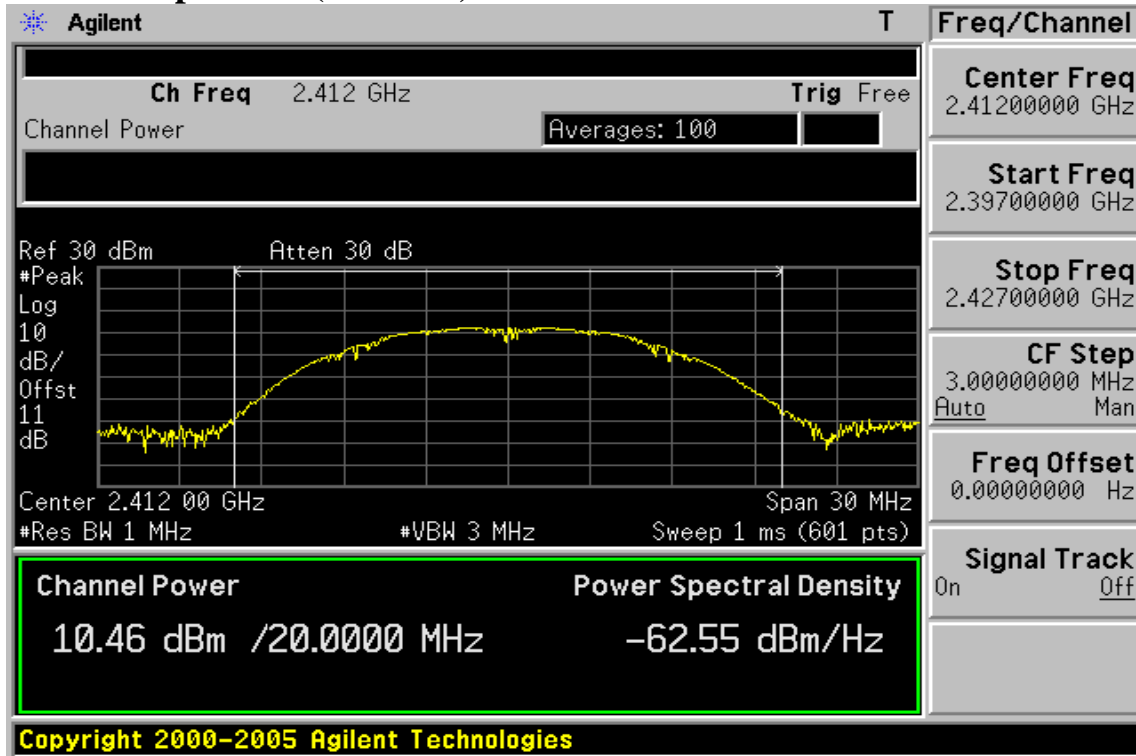 Agilent T
Ch Freq 2.412 GHz Trig Free
Channel Power Averages: 100
Ref 30 dBm Atten 30 dB
#Peak
Log
10
dB/
Offst
11
dB
Center 2.412 00 GHz Span 30 MHz
#Res BW 1 MHz #VBW 3 MHz Sweep 1 ms (601 pts)
Channel Power Power Spectral Density
10.46 dBm /20.0000 MHz -62.55 dBm/Hz
Copyright 2000-2005 Agilent Technologies
Freq/Channel
Center Freq
2.41200000 GHz
Start Freq
2.39700000 GHz
Stop Freq
2.42700000 GHz
CF Step
3.00000000 MHz
Auto Man
Freq Offset
0.00000000 Hz
Signal Track
On Off